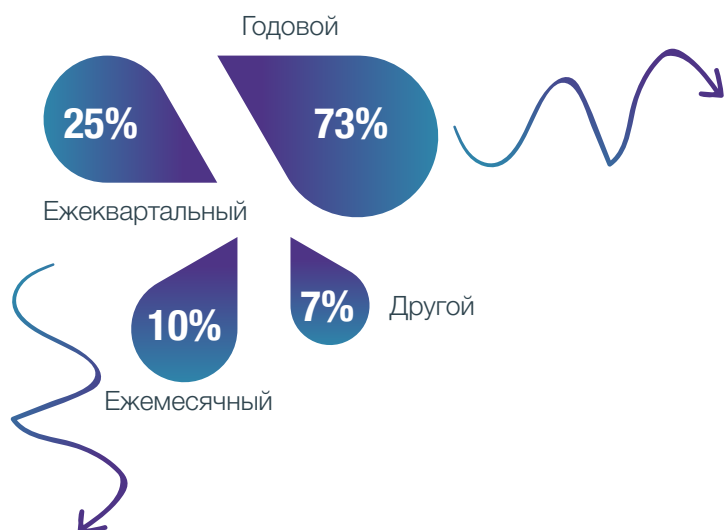 Годовой
25%
73%
Ежеквартальный
10%
7%
Другой
Ежемесячный